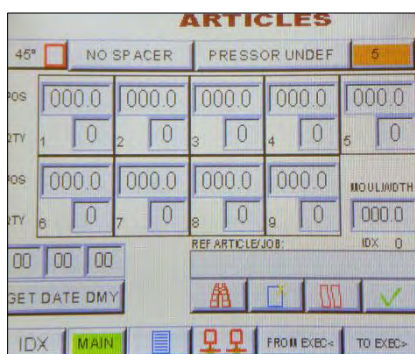 ARTICLES
45° NO SPACER PRESSOR UNDEF 5
POS 000.0 000.0 000.0 000.0 000.0
QTY 1 0 2 0 3 0 4 0 5 0
POS 000.0 000.0 000.0 000.0 MOULWIDTH
QTY 6 0 7 0 8 0 9 0 000.0
REF ARTICLE/JOB: IDX 0
00 00 00
GET DATE DMY
IDX MAIN FROM EXEC< TO EXEC>